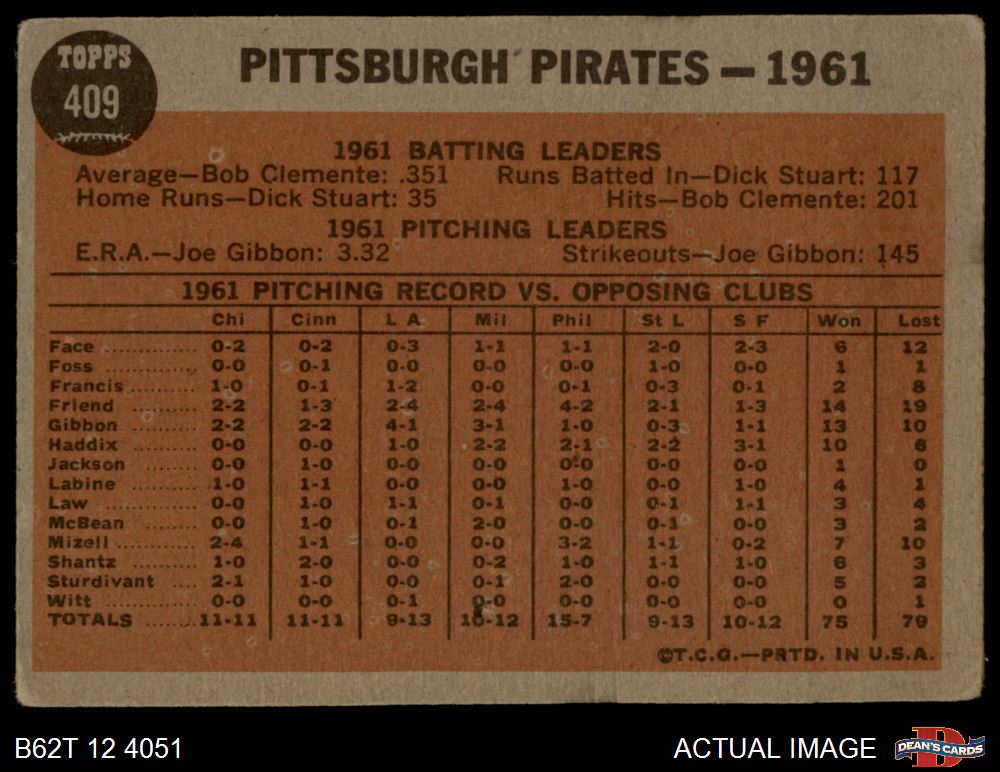 TOPPS
409
PITTSBURGH PIRATES — 1961
1961 BATTING LEADERS
Average—Bob Clemente: .351 Runs Batted In—Dick Stuart: 117
Home Runs—Dick Stuart: 35 Hits—Bob Clemente: 201
1961 PITCHING LEADERS
E.R.A.—Joe Gibbon: 3.32 Strikeouts—Joe Gibbon: 145
1961 PITCHING RECORD VS. OPPOSING CLUBS
Chi Cinn L A Mil Phil St L S F Won Lost
Face 0-2 0-2 0-3 1-1 1-1 2-0 2-3 6 12
Foss 0-0 0-1 0-0 0-0 0-0 1-0 0-0 1 1
Francis 1-0 0-1 1-2 0-0 0-1 0-3 0-1 2 8
Friend 2-2 1-3 2-4 2-4 4-2 2-1 1-3 14 19
Gibbon 2-2 2-2 4-1 3-1 1-0 0-3 1-1 13 10
Haddix 0-0 0-0 1-0 2-2 2-1 2-2 3-1 10 6
Jackson 0-0 1-0 0-0 0-0 0-0 0-0 0-0 1 0
Labine 1-0 1-1 0-0 0-0 1-0 0-0 1-0 4 1
Law 0-0 1-0 1-1 0-1 0-0 0-1 1-1 3 4
McBean 0-0 1-0 0-1 2-0 0-0 0-1 0-0 3 2
Mizell 2-4 1-1 0-0 0-0 3-2 1-1 0-2 7 10
Shantz 1-0 2-0 0-0 0-2 1-0 1-1 1-0 6 3
Sturdivant 2-1 1-0 0-0 0-1 2-0 0-0 0-0 5 2
Witt 0-0 0-0 0-1 0-0 0-0 0-0 0-0 0 1
TOTALS 11-11 11-11 9-13 10-12 15-7 9-13 10-12 75 79
©T.C.G.—PRTD. IN U.S.A.
B62T 12 4051 ACTUAL IMAGE
D
DEAN'S CARDS